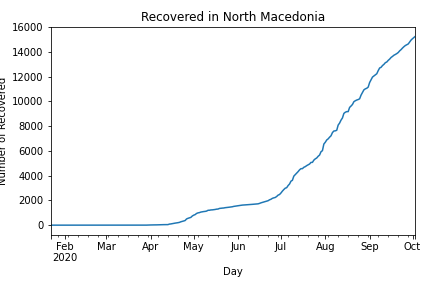 Recovered in North Macedonia
Number of Recovered
16000
14000
12000
10000
8000
6000
4000
2000
0
Feb Mar Apr May Jun Jul Aug Sep Oct
2020
Day